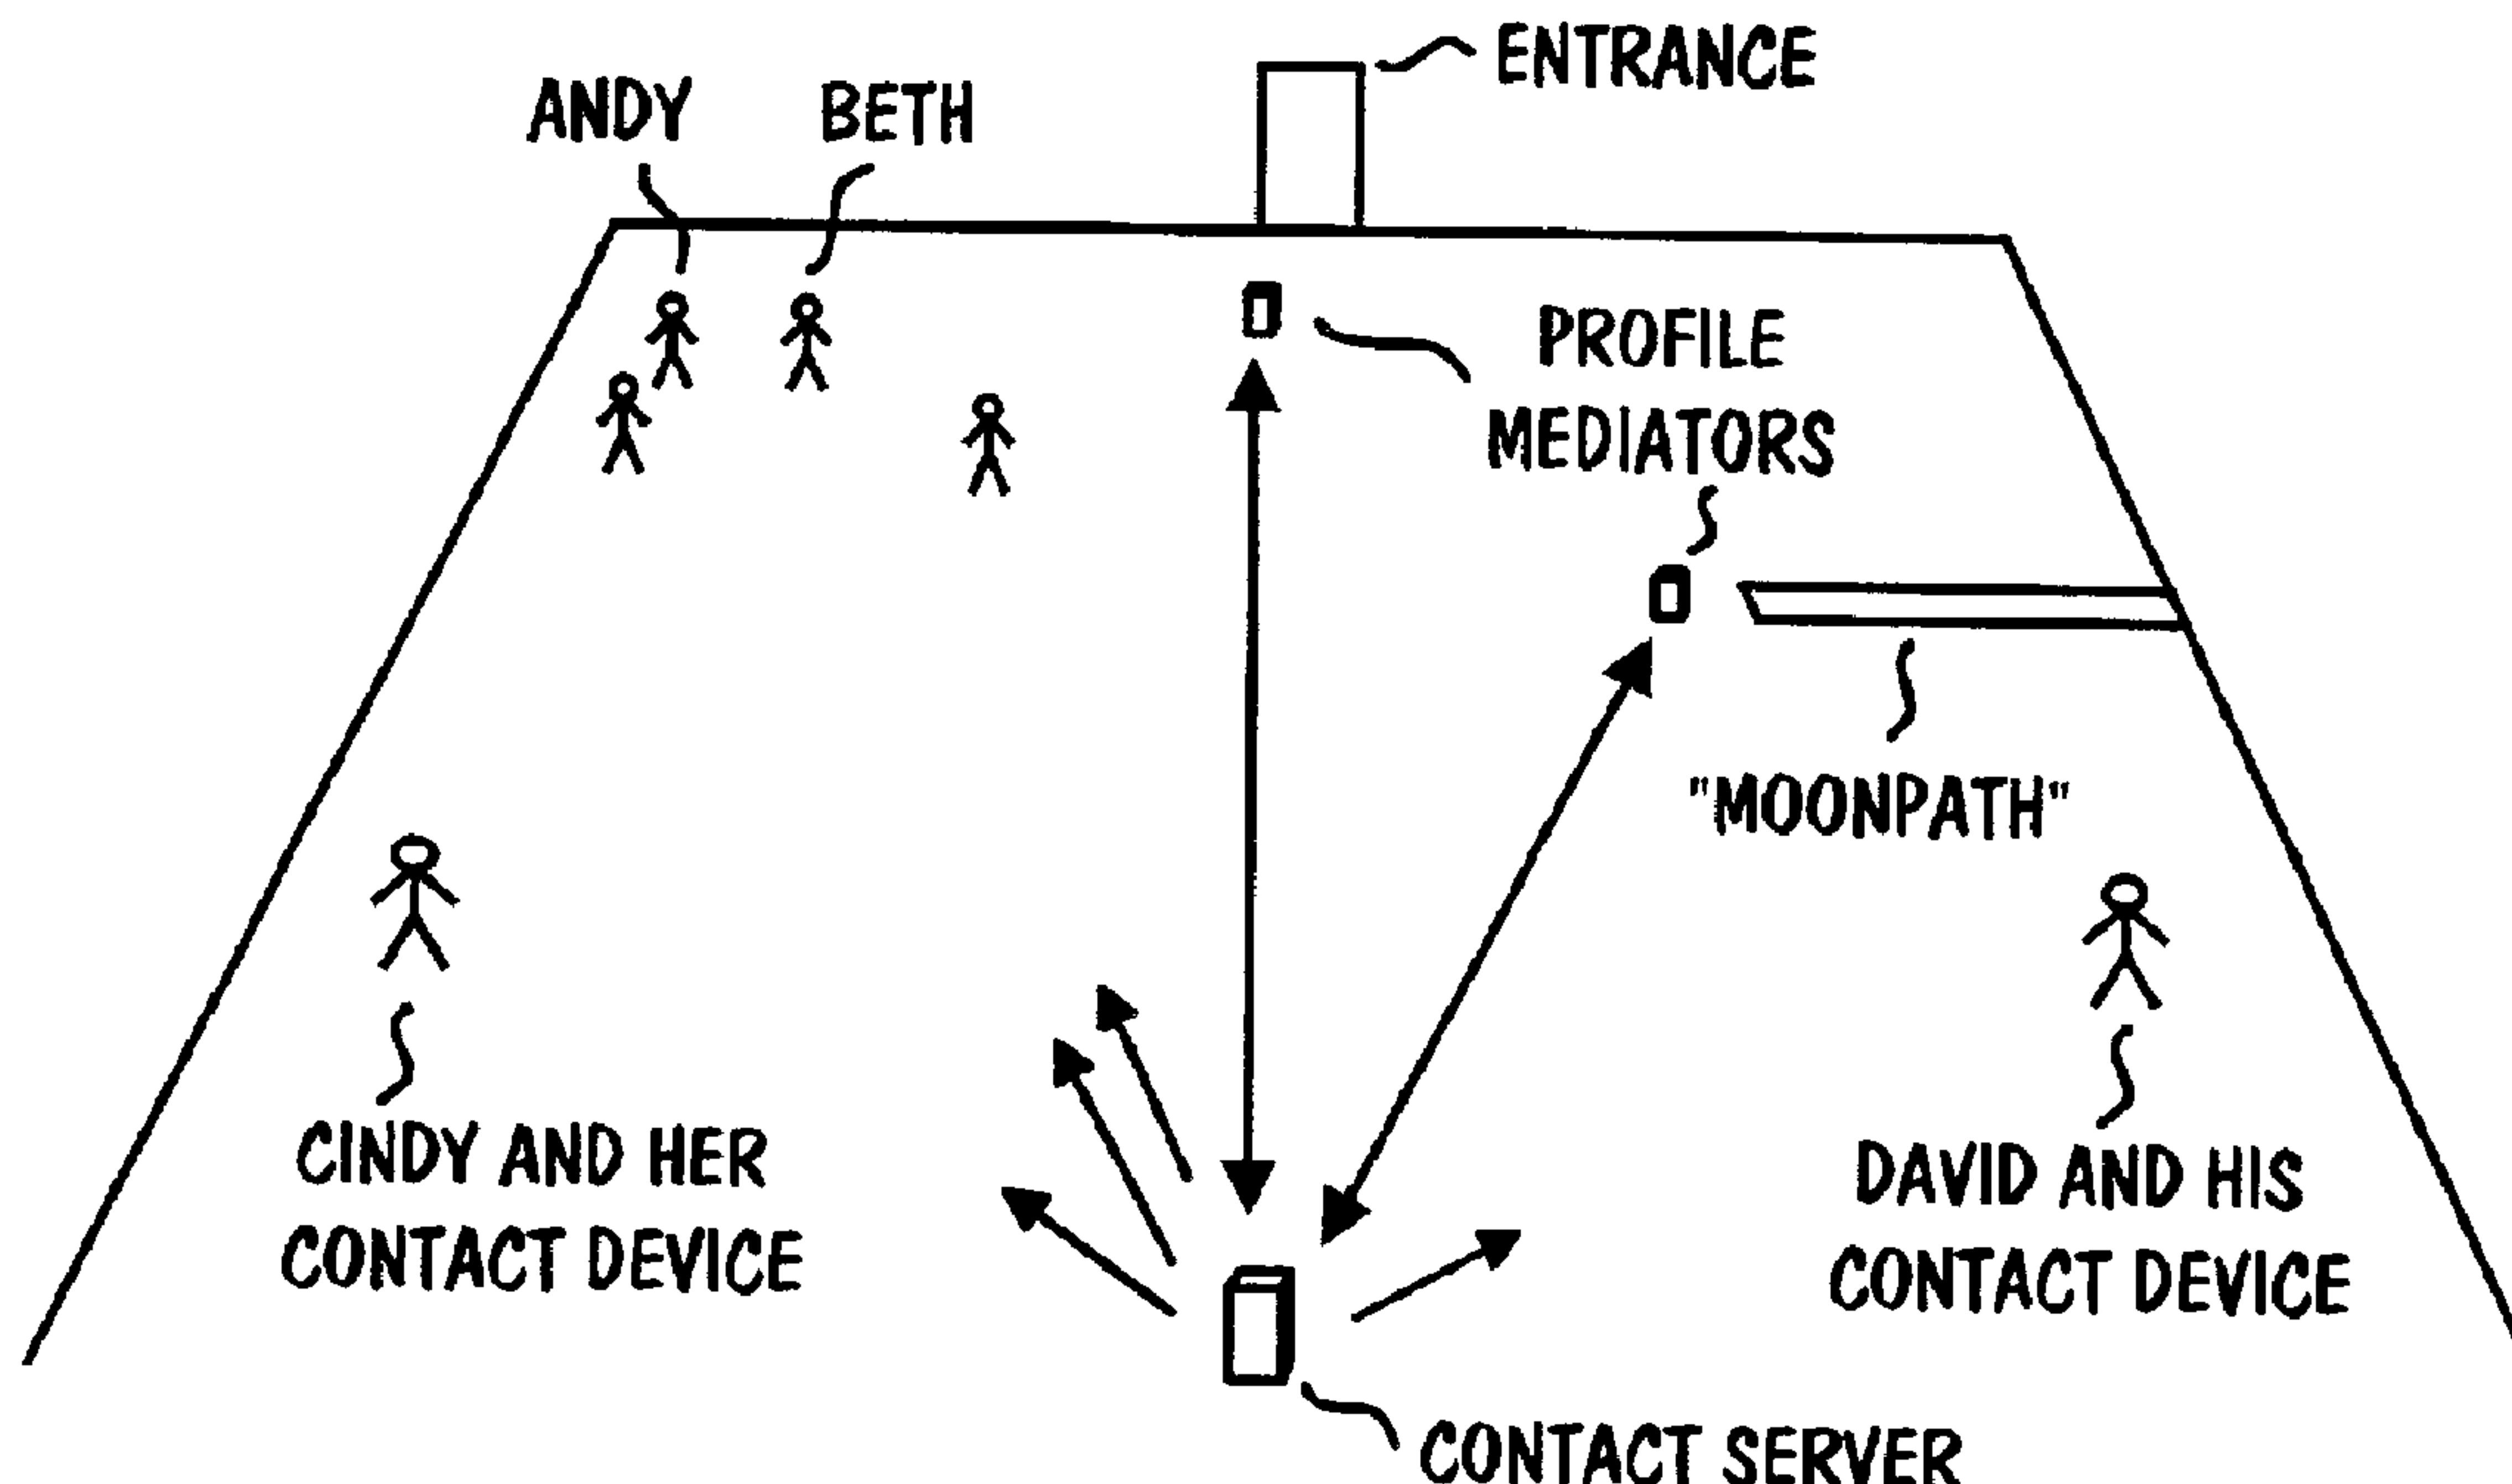 ENTRANCE
ANDY
BETH
PROFILE
MEDIATORS
"MOONPATH"
CINDY AND HER
CONTACT DEVICE
DAVID AND HIS
CONTACT DEVICE
CONTACT SERVER